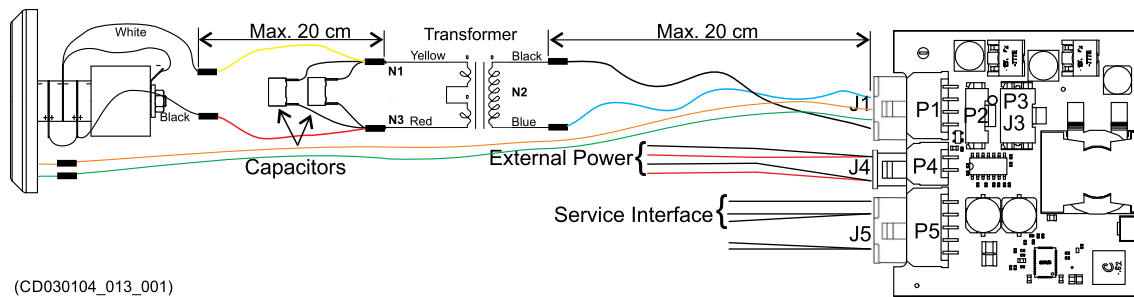 White
Max. 20 cm
Transformer
Max. 20 cm
Yellow
Black
N1
N2
J1
P1
P2
P3
J3
Black
N3
Red
Blue
Capacitors
External Power
J4
P4
Service Interface
J5
P5
(CD030104_013_001)